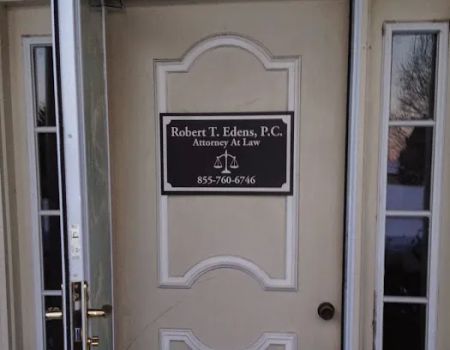 Robert T. Edens, P.C.
Attorney At Law
855-760-6746